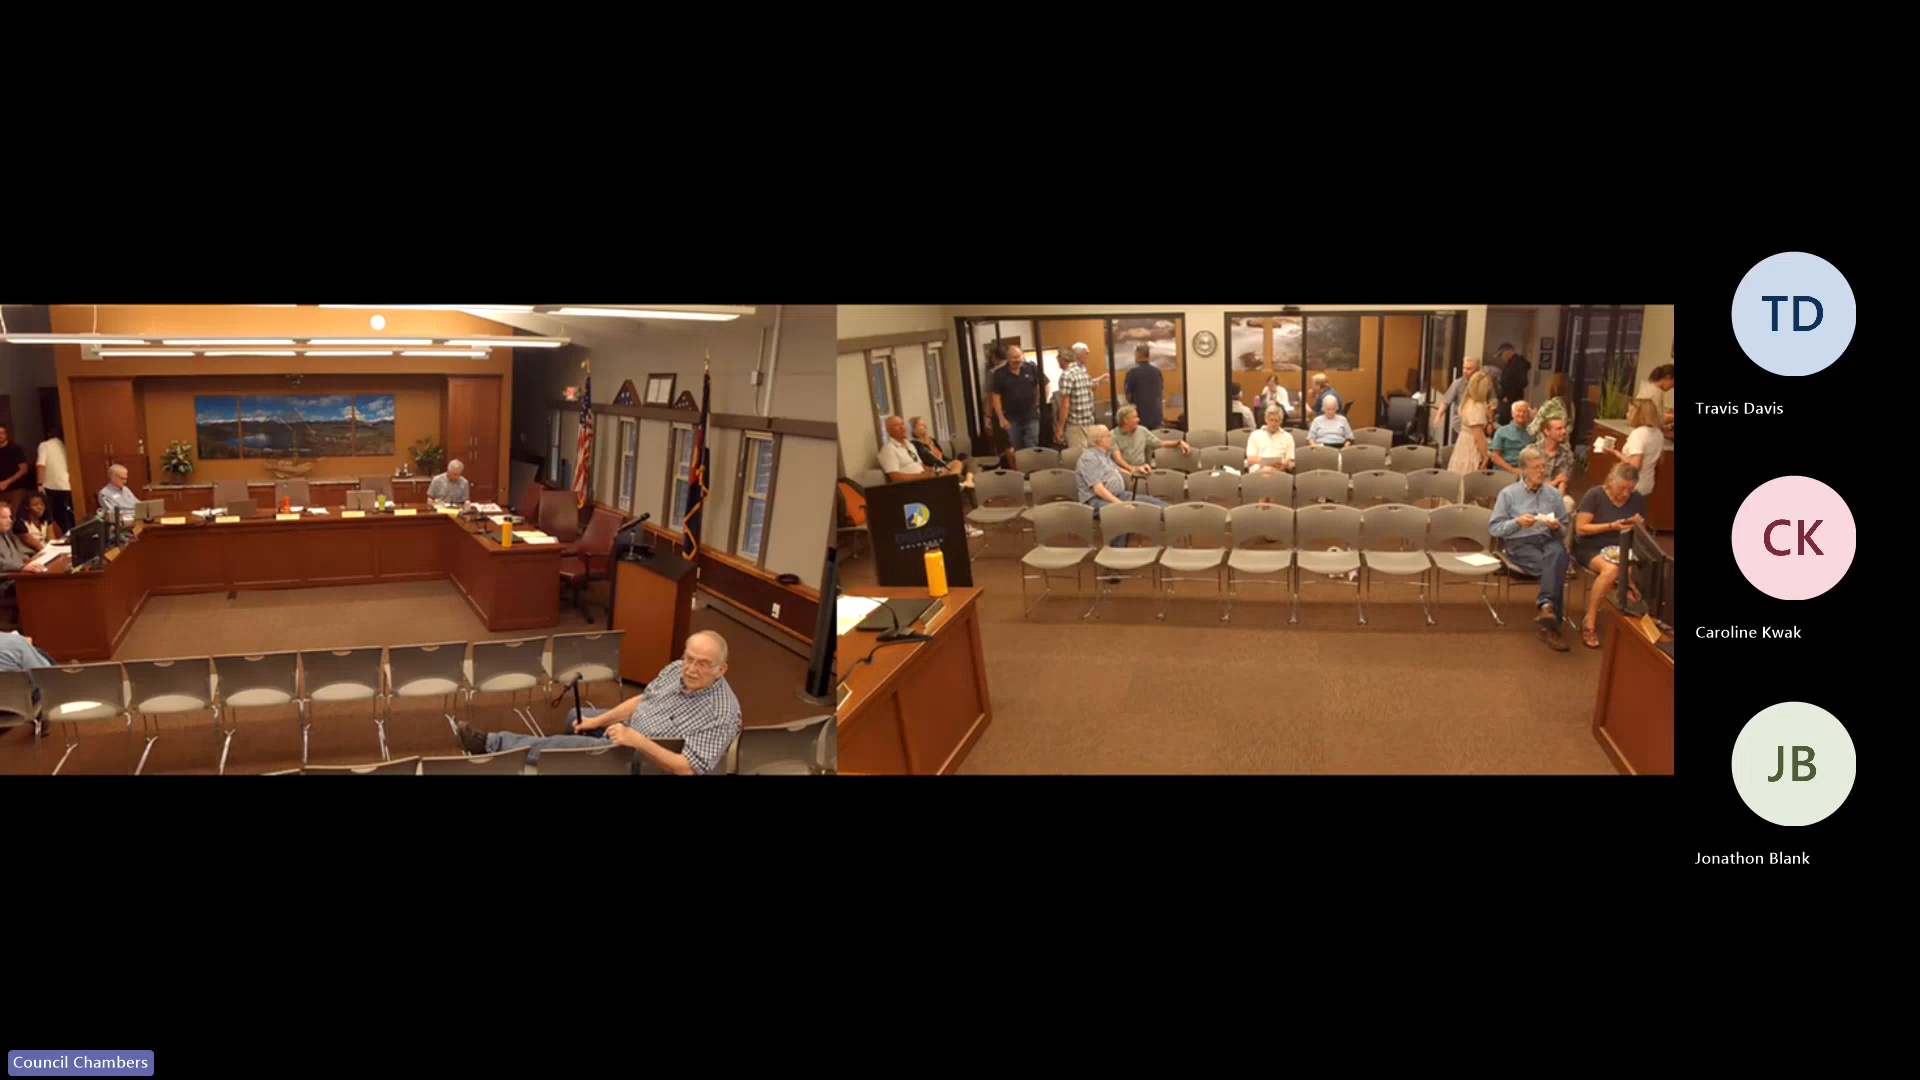 TD
Travis Davis
CK
Caroline Kwak
JB
Jonathon Blank
Council Chambers